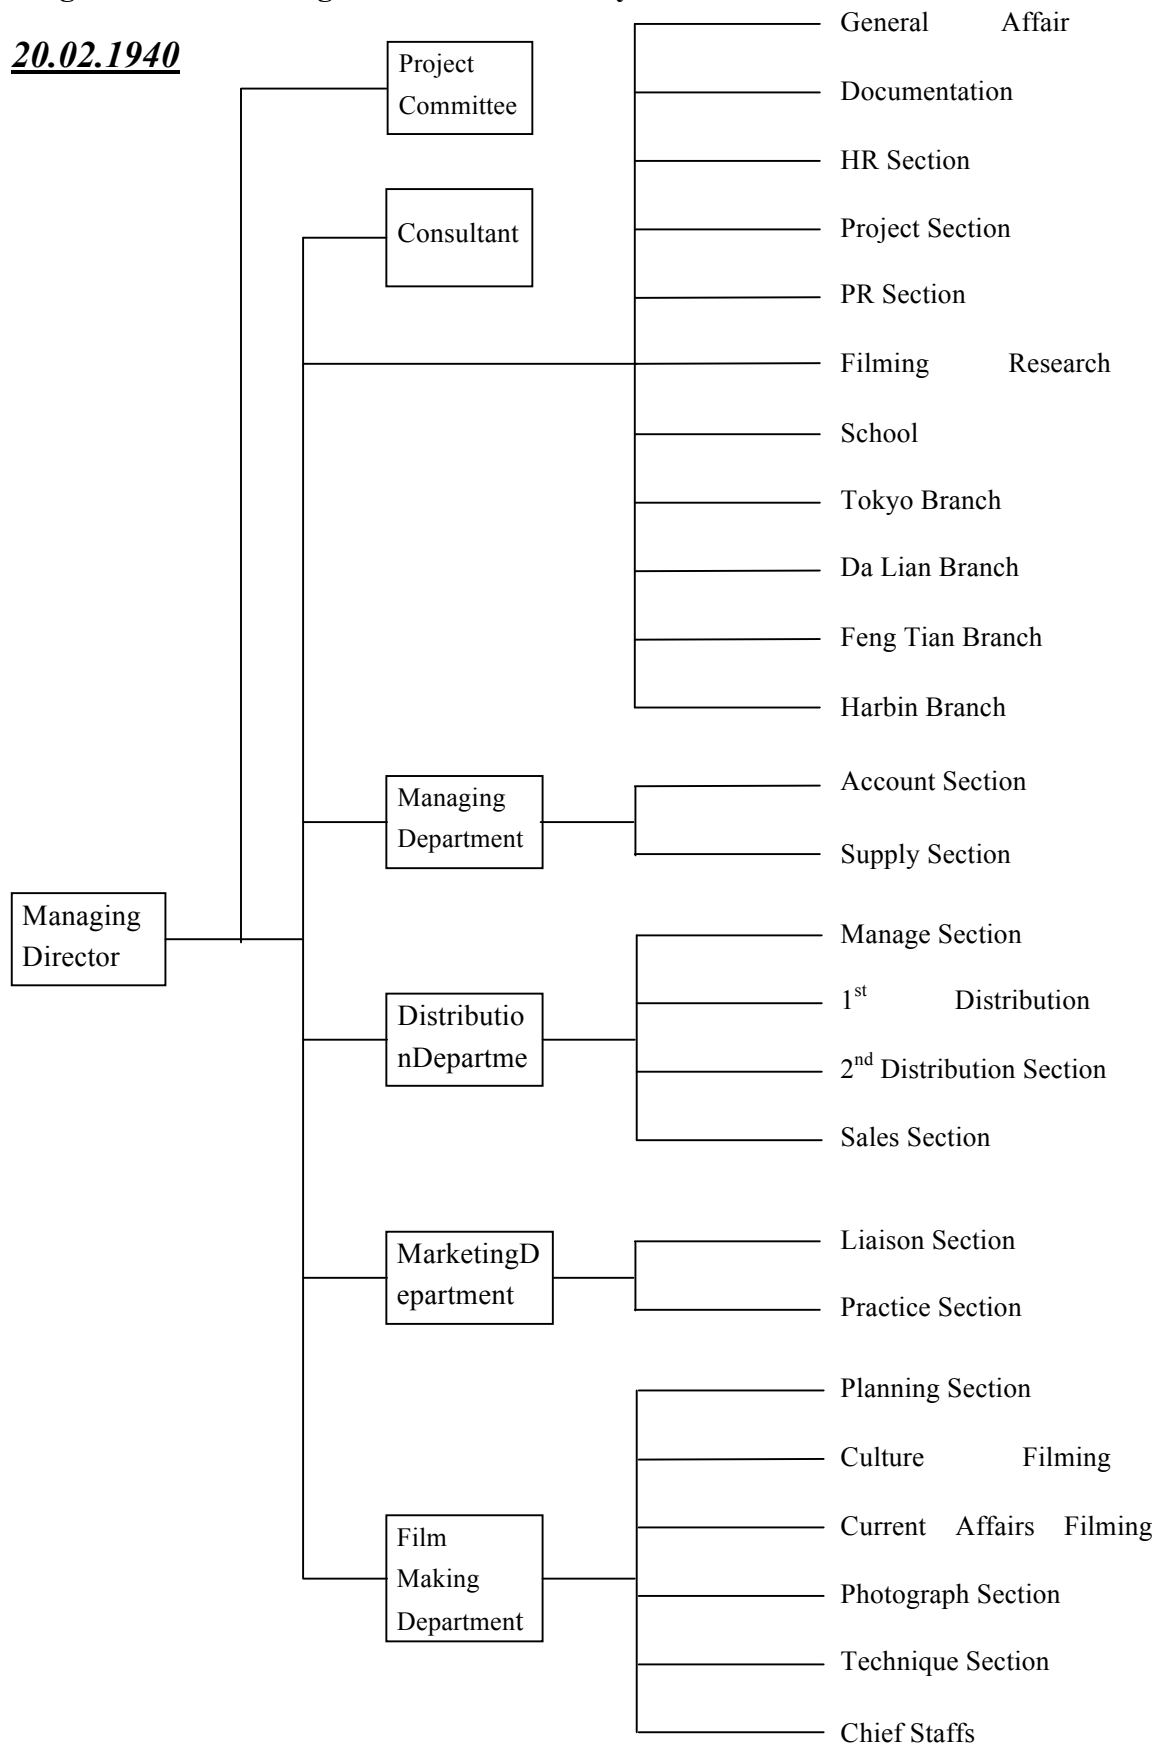 20.02.1940
Project
Committee
Consultant
General Affair
Documentation
HR Section
Project Section
PR Section
Filming Research
School
Tokyo Branch
Da Lian Branch
Feng Tian Branch
Harbin Branch
Managing
Department
Account Section
Supply Section
Managing
Director
Distributio
nDepartme
Manage Section
1st Distribution
2nd Distribution Section
Sales Section
MarketingD
epartment
Liaison Section
Practice Section
Film
Making
Department
Planning Section
Culture Filming
Current Affairs Filming
Photograph Section
Technique Section
Chief Staffs